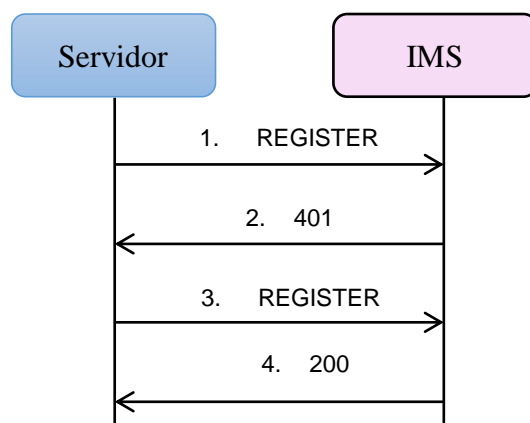 Servidor
IMS
1. REGISTER
2. 401
3. REGISTER
4. 200